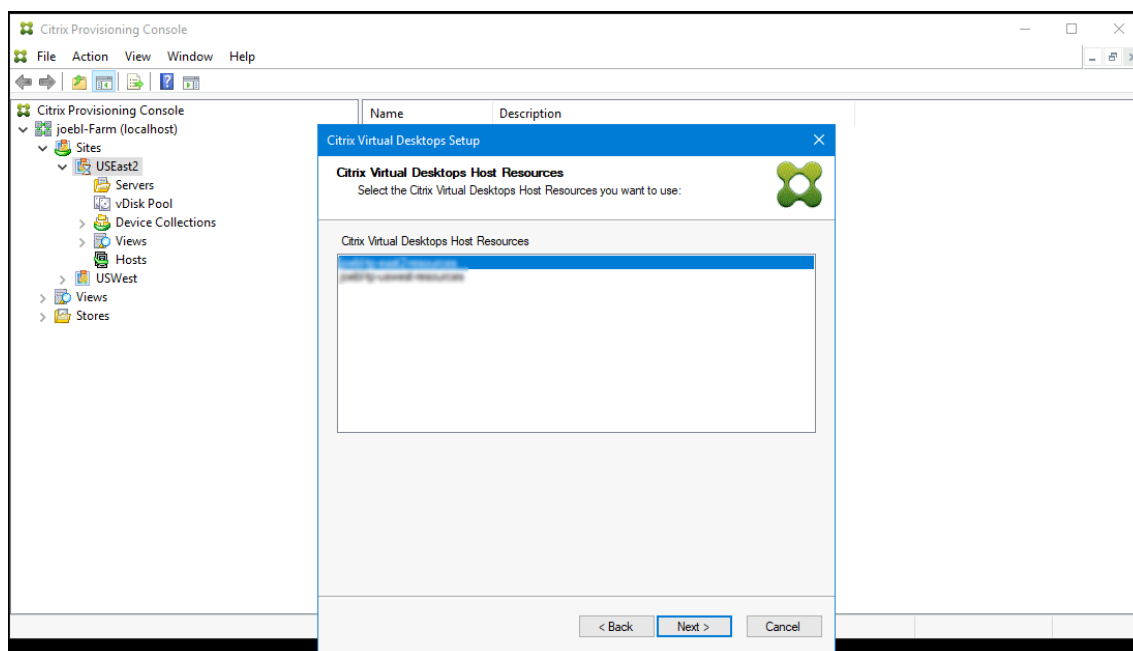 Citrix Provisioning Console
File Action View Window Help
Citrix Provisioning Console
joebl-Farm (localhost)
Sites
USEast2
Servers
vDisk Pool
Device Collections
Views
Hosts
USWest
Views
Stores
Name Description
Citrix Virtual Desktops Setup
Citrix Virtual Desktops Host Resources
Select the Citrix Virtual Desktops Host Resources you want to use:
Citrix Virtual Desktops Host Resources
< Back Next > Cancel